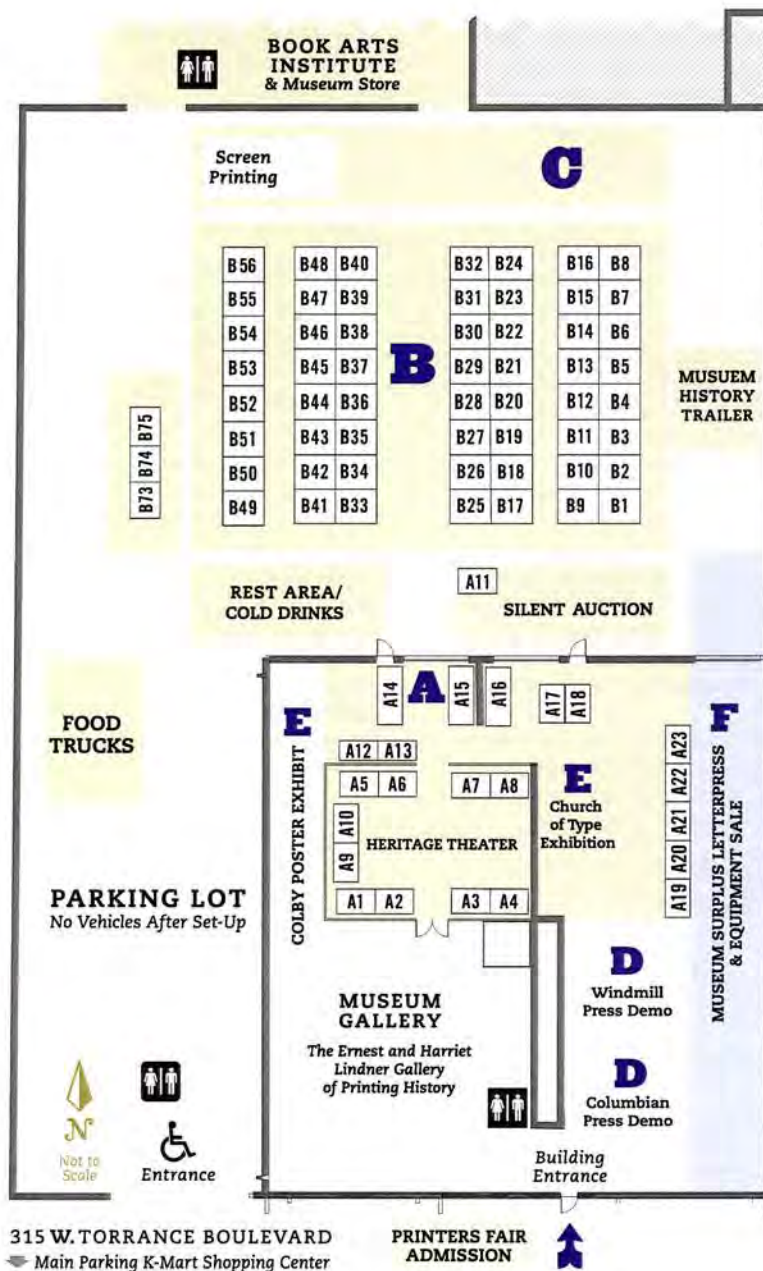 BOOK ARTS
INSTITUTE
& Museum Store
Screen
Printing
C
B56 B48 B40 B32 B24 B16 B8
B55 B47 B39 B31 B23 B15 B7
B54 B46 B38 B30 B22 B14 B6
B53 B45 B37 B29 B21 B13 B5
B52 B44 B36 B28 B20 B12 B4
B51 B43 B35 B27 B19 B11 B3
B50 B42 B34 B26 B18 B10 B2
B49 B41 B33 B25 B17 B9 B1
B
MUSUEM
HISTORY
TRAILER
B73 B74 B75
REST AREA/
COLD DRINKS
A11
SILENT AUCTION
FOOD
TRUCKS
E
COLBY POSTER EXHIBIT
A14
A
A15
A16
A17 A18
A12 A13
A5 A6
A7 A8
A9 A10
HERITAGE THEATER
A1 A2
A3 A4
E
Church
of Type
Exhibition
A19 A20 A21 A22 A23
F
MUSEUM SURPLUS LETTERPRESS
& EQUIPMENT SALE
PARKING LOT
No Vehicles After Set-Up
MUSEUM
GALLERY
The Ernest and Harriet
Lindner Gallery
of Printing History
D
Windmill
Press Demo
D
Columbian
Press Demo
N
Not to
Scale
Entrance
Building
Entrance
315 W. TORRANCE BOULEVARD
Main Parking K-Mart Shopping Center
PRINTERS FAIR
ADMISSION